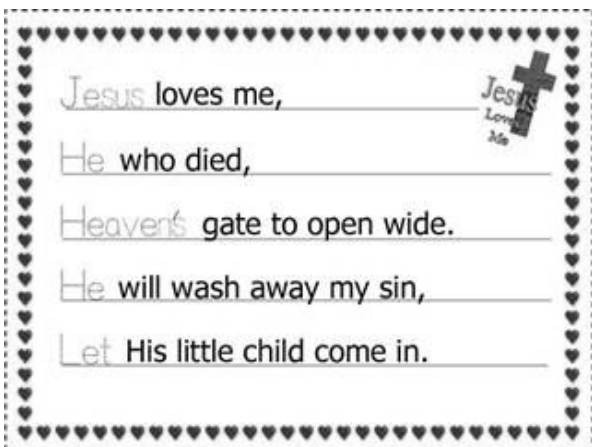 Jesus loves me,
Jesus
Loves
Me
He who died,
Heaven's gate to open wide.
He will wash away my sin,
Let His little child come in.